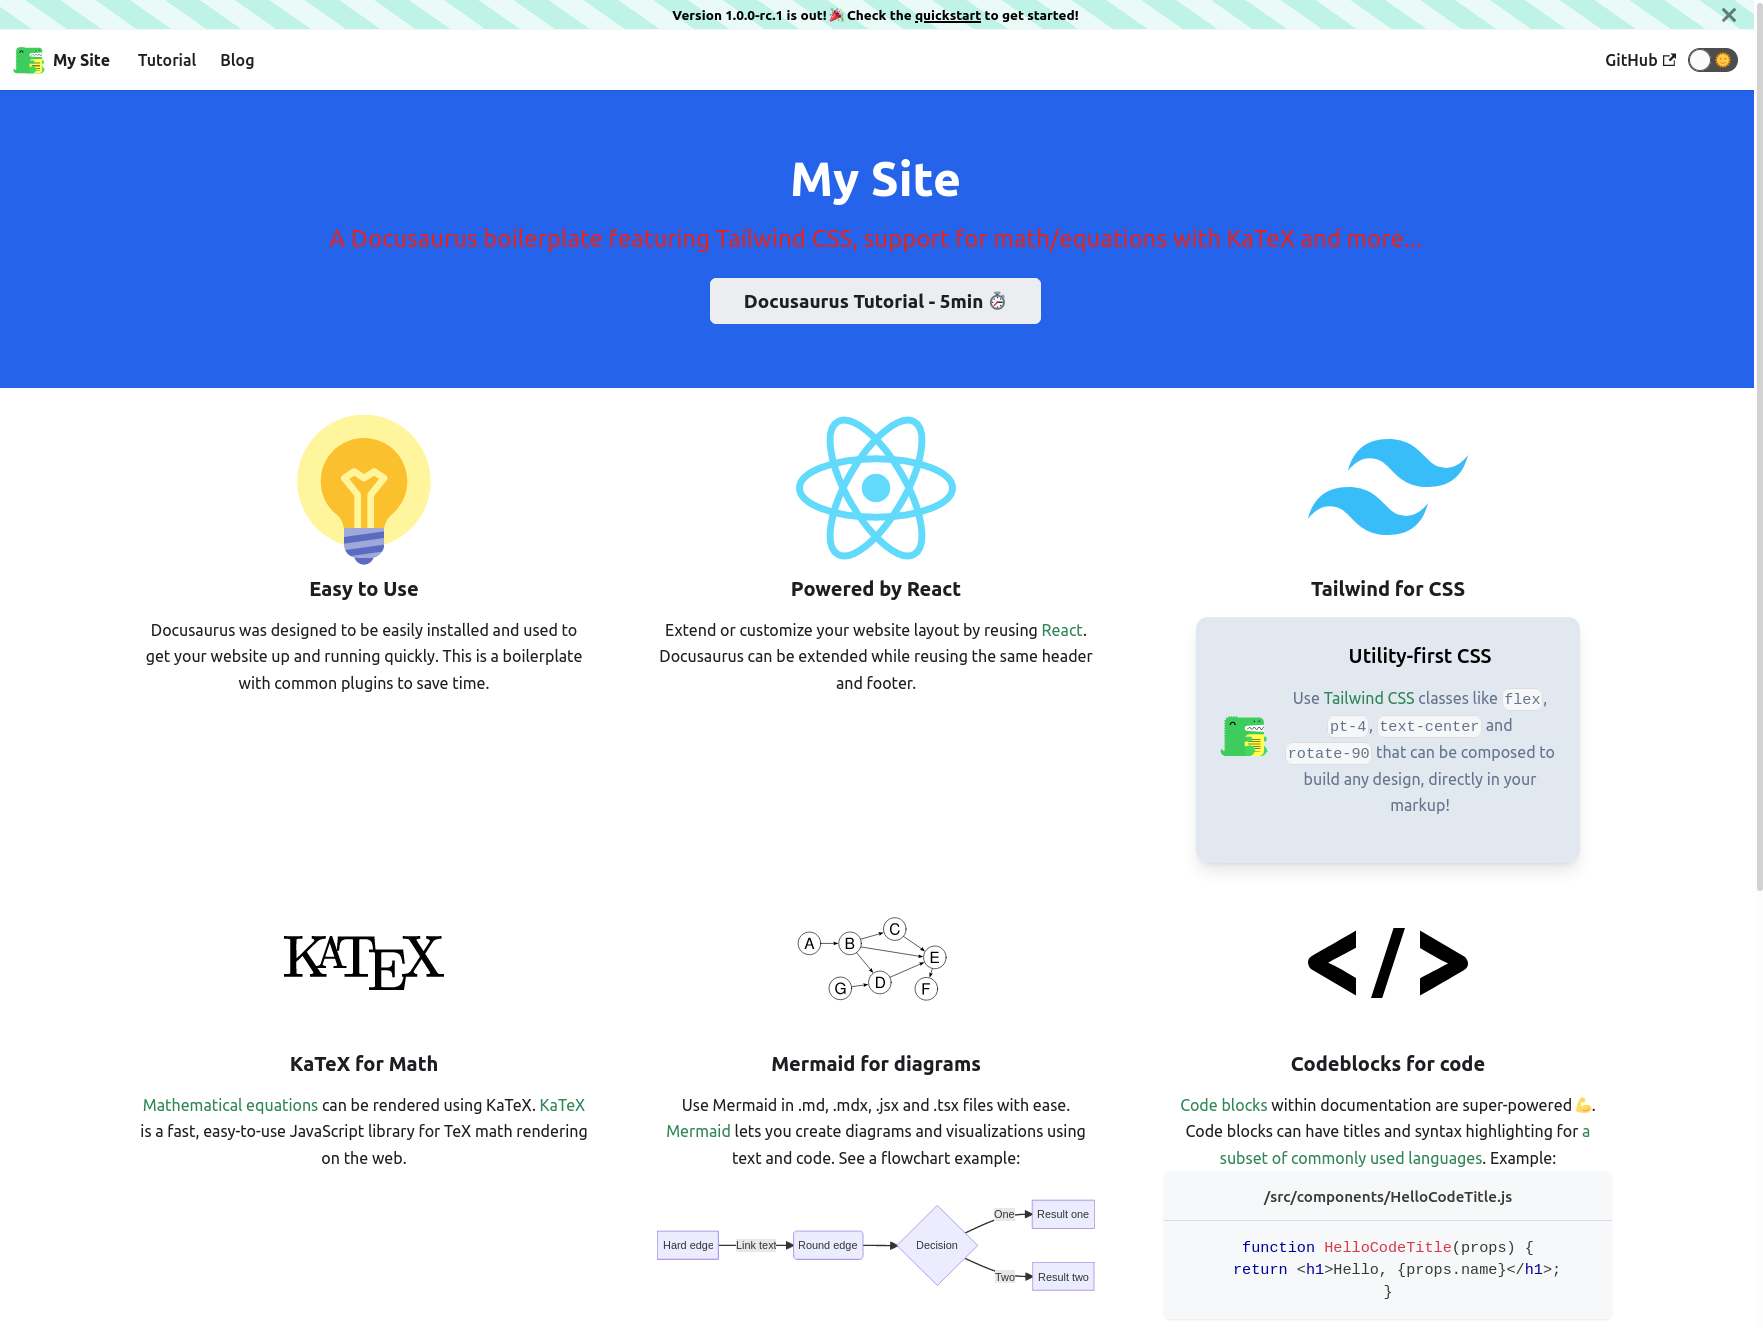 Version 1.0.0-rc.1 is out! 🎉 Check the quickstart to get started!
My Site
Tutorial
Blog
GitHub
My Site
A Docusaurus boilerplate featuring Tailwind CSS, support for math/equations with KaTeX and more...
Docusaurus Tutorial - 5min ⏱️
Easy to Use
Docusaurus was designed to be easily installed and used to
get your website up and running quickly. This is a boilerplate
with common plugins to save time.
Powered by React
Extend or customize your website layout by reusing React.
Docusaurus can be extended while reusing the same header
and footer.
Tailwind for CSS
Utility-first CSS
Use Tailwind CSS classes like flex,
pt-4, text-center and
rotate-90 that can be composed to
build any design, directly in your
markup!
KATEX
KaTeX for Math
Mathematical equations can be rendered using KaTeX. KaTeX
is a fast, easy-to-use JavaScript library for TeX math rendering
on the web.
A
B
C
E
G
D
F
Mermaid for diagrams
Use Mermaid in .md, .mdx, .jsx and .tsx files with ease.
Mermaid lets you create diagrams and visualizations using
text and code. See a flowchart example:
Hard edge
Link text
Round edge
Decision
One
Result one
Two
Result two
</>
Codeblocks for code
Code blocks within documentation are super-powered 💪.
Code blocks can have titles and syntax highlighting for a
subset of commonly used languages. Example:
/src/components/HelloCodeTitle.js
function HelloCodeTitle(props) {
return <h1>Hello, {props.name}</h1>;
}